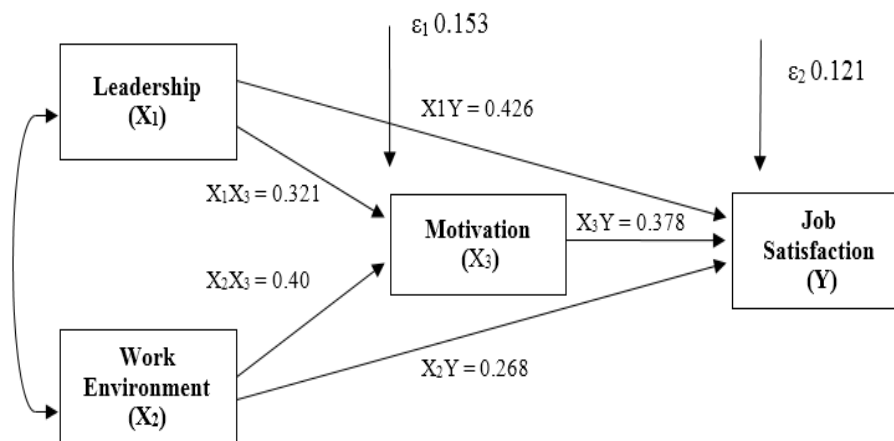 ε₁ 0.153
ε₂ 0.121
Leadership
(X₁)
X1Y = 0.426
X₁X₃ = 0.321
Motivation
(X₃)
X₃Y = 0.378
Job
Satisfaction
(Y)
X₂X₃ = 0.40
Work
Environment
(X₂)
X₂Y = 0.268